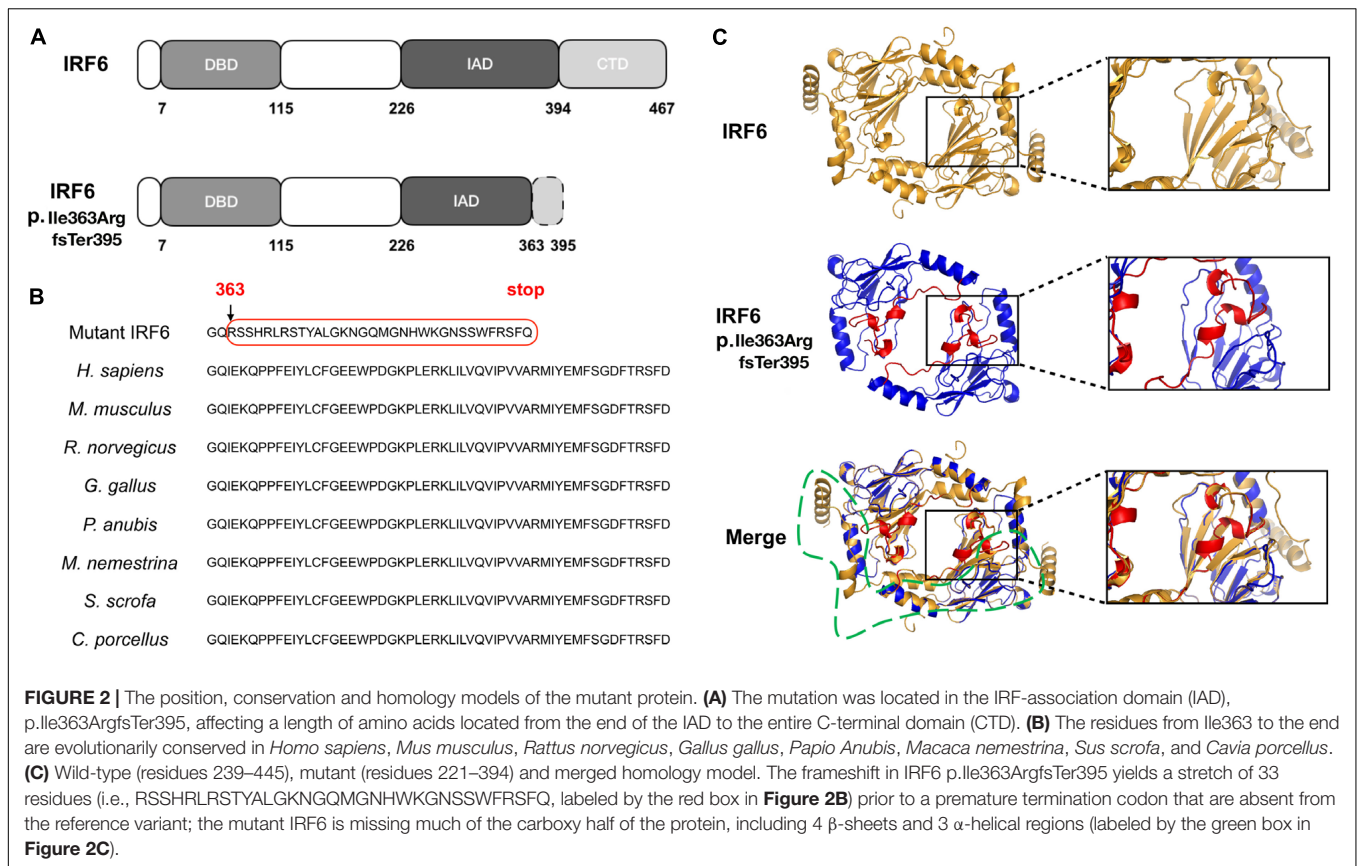 A
IRF6
DBD
IAD
CTD
7
115
226
394
467
IRF6
p.Ile363Arg
fsTer395
DBD
IAD
7
115
226
363
395
B
363
stop
Mutant IRF6
GQRSSHRLRSTYALGKNGQMGNHWKGNSSWFRSFQ
H. sapiens
GQIEKQPPFEIYLCFGEEWPDGKPLERKLILVQVIPVVARMIYEMFSGDFTRSFD
M. musculus
GQIEKQPPFEIYLCFGEEWPDGKPLERKLILVQVIPVVARMIYEMFSGDFTRSFD
R. norvegicus
GQIEKQPPFEIYLCFGEEWPDGKPLERKLILVQVIPVVARMIYEMFSGDFTRSFD
G. gallus
GQIEKQPPFEIYLCFGEEWPDGKPLERKLILVQVIPVVARMIYEMFSGDFTRSFD
P. anubis
GQIEKQPPFEIYLCFGEEWPDGKPLERKLILVQVIPVVARMIYEMFSGDFTRSFD
M. nemestrina
GQIEKQPPFEIYLCFGEEWPDGKPLERKLILVQVIPVVARMIYEMFSGDFTRSFD
S. scrofa
GQIEKQPPFEIYLCFGEEWPDGKPLERKLILVQVIPVVARMIYEMFSGDFTRSFD
C. porcellus
GQIEKQPPFEIYLCFGEEWPDGKPLERKLILVQVIPVVARMIYEMFSGDFTRSFD
C
IRF6
IRF6
p.Ile363Arg
fsTer395
Merge
FIGURE 2 | The position, conservation and homology models of the mutant protein. (A) The mutation was located in the IRF-association domain (IAD),
p.Ile363ArgfsTer395, affecting a length of amino acids located from the end of the IAD to the entire C-terminal domain (CTD). (B) The residues from Ile363 to the end
are evolutionarily conserved in Homo sapiens, Mus musculus, Rattus norvegicus, Gallus gallus, Papio Anubis, Macaca nemestrina, Sus scrofa, and Cavia porcellus.
(C) Wild-type (residues 239–445), mutant (residues 221–394) and merged homology model. The frameshift in IRF6 p.Ile363ArgfsTer395 yields a stretch of 33
residues (i.e., RSSHRLRSTYALGKNGQMGNHWKGNSSWFRSFQ, labeled by the red box in Figure 2B) prior to a premature termination codon that are absent from
the reference variant; the mutant IRF6 is missing much of the carboxy half of the protein, including 4 β-sheets and 3 α-helical regions (labeled by the green box in
Figure 2C).